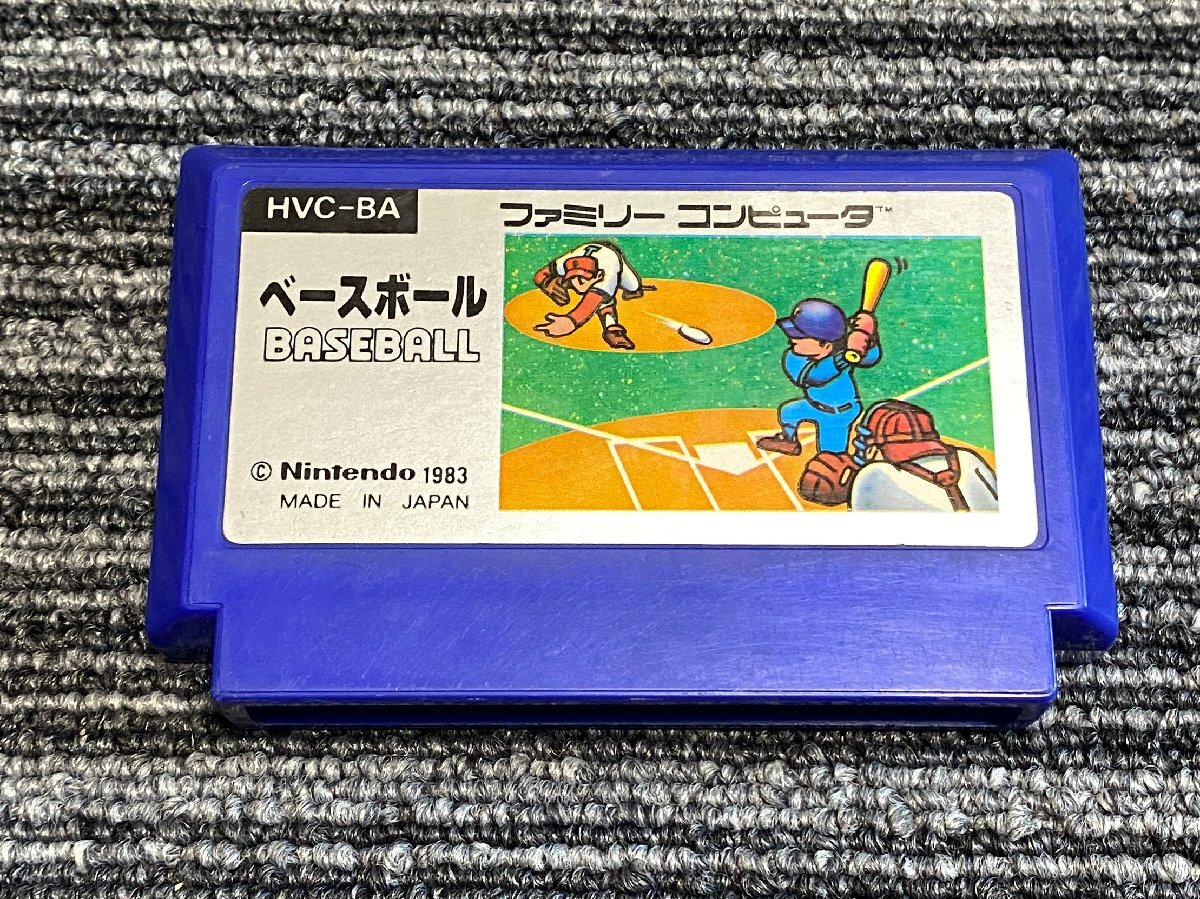 HVC-BA
ファミリー コンピュータ™
ベースボール
BASEBALL
© Nintendo 1983
MADE IN JAPAN